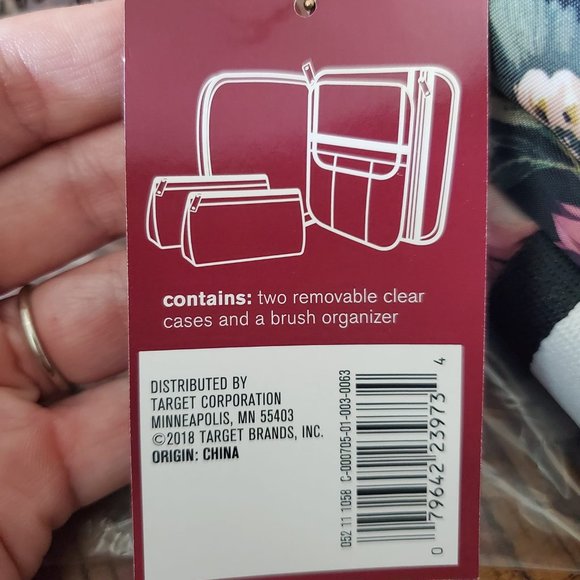 contains: two removable clear
cases and a brush organizer
DISTRIBUTED BY
TARGET CORPORATION
MINNEAPOLIS, MN 55403
©2018 TARGET BRANDS, INC.
ORIGIN: CHINA
052 11 1058 C-000705-01-003-0063
0 79642 23973 4